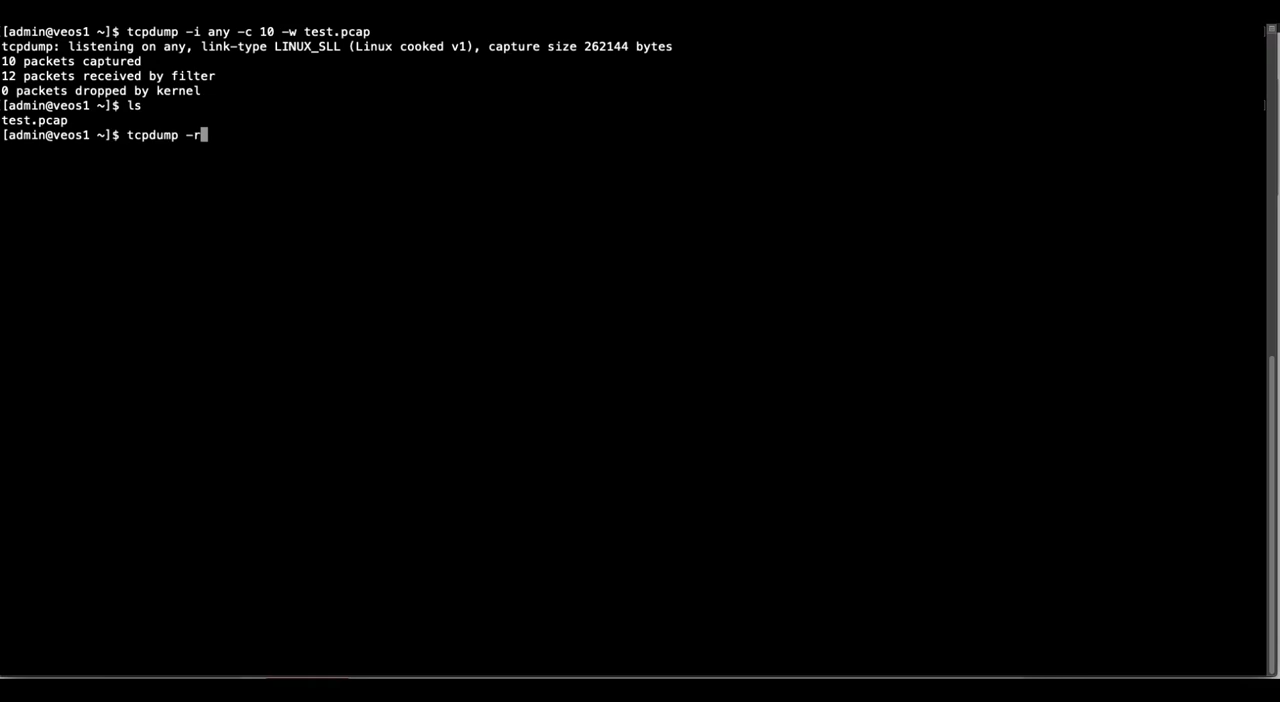 [admin@veos1 ~]$ tcpdump -i any -c 10 -w test.pcap
tcpdump: listening on any, link-type LINUX_SLL (Linux cooked v1), capture size 262144 bytes
10 packets captured
12 packets received by filter
0 packets dropped by kernel
[admin@veos1 ~]$ ls
test.pcap
[admin@veos1 ~]$ tcpdump -r